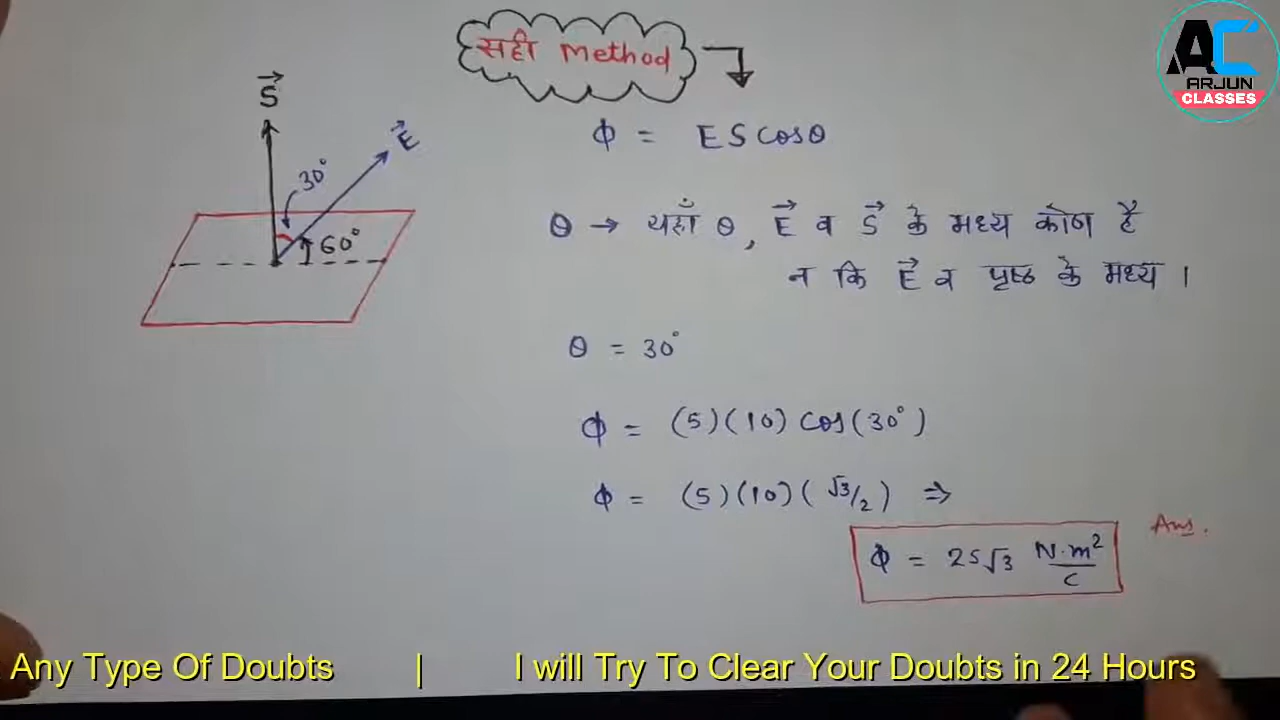 सही Method
AC
ARJUN
CLASSES
S⃗
E⃗
30°
60°
Φ = ES cosθ
θ → यहाँ θ, E⃗ व S⃗ के मध्य कोण है
न कि E⃗ व पृष्ठ के मध्य ।
θ = 30°
Φ = (5)(10) cos(30°)
Φ = (5)(10)(√3/2) ⇒
Φ = 25√3 N·m²/C
Ans.
Any Type Of Doubts | I will Try To Clear Your Doubts in 24 Hours